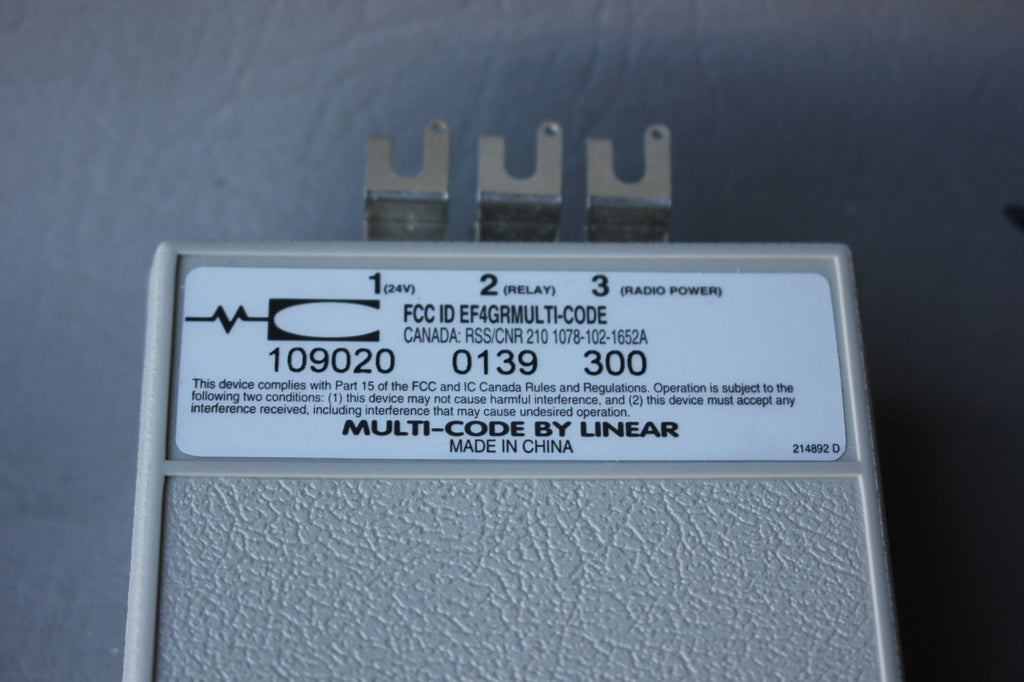 1 (24V) 2 (RELAY) 3 (RADIO POWER)
FCC ID EF4GRMULTI-CODE
CANADA: RSS/CNR 210 1078-102-1652A
109020 0139 300
This device complies with Part 15 of the FCC and IC Canada Rules and Regulations. Operation is subject to the
following two conditions: (1) this device may not cause harmful interference, and (2) this device must accept any
interference received, including interference that may cause undesired operation.
MULTI-CODE BY LINEAR
MADE IN CHINA
214892 D